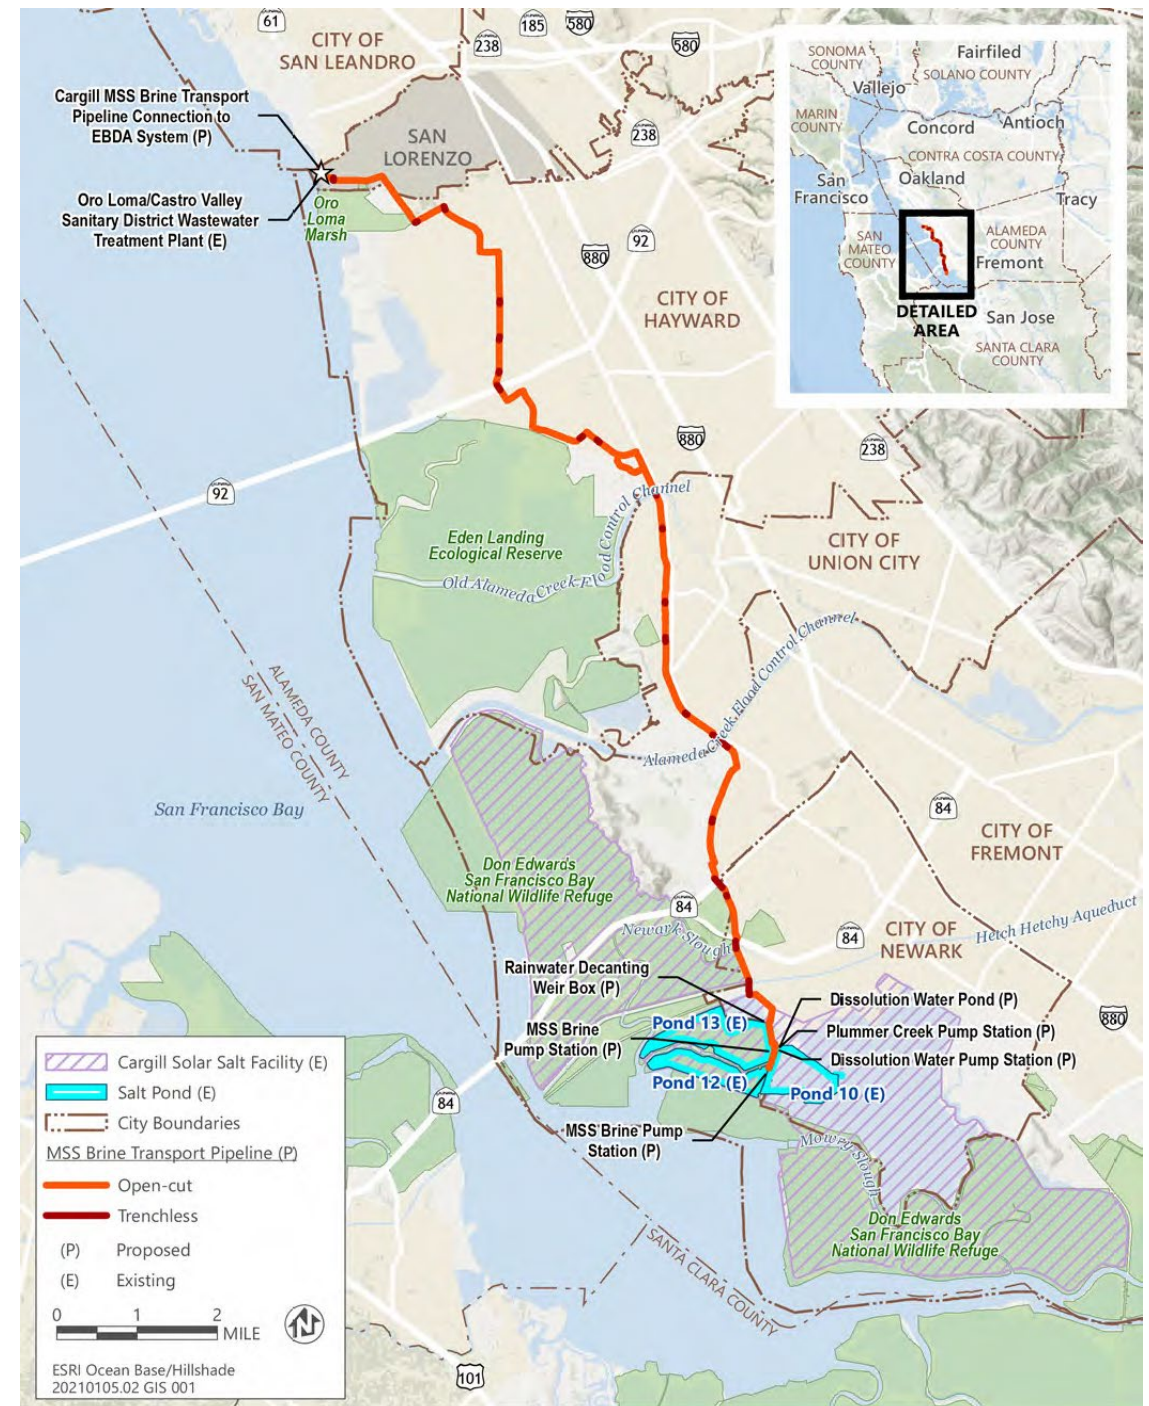 61
CITY OF
SAN LEANDRO
238
185
580
580
Cargill MSS Brine Transport
Pipeline Connection to
EBDA System (P)
SAN
LORENZO
238
Oro Loma/Castro Valley
Sanitary District Wastewater
Treatment Plant (E)
Oro
Loma
Marsh
92
880
CITY OF
HAYWARD
SONOMA
COUNTY
Fairfiled
SOLANO COUNTY
Vallejo
MARIN
COUNTY
Concord
Antioch
CONTRA COSTA COUNTY
San
Francisco
Oakland
Tracy
SAN
MATEO
COUNTY
ALAMEDA
COUNTY
Fremont
DETAILED
AREA
San Jose
SANTA CLARA
COUNTY
880
238
92
Eden Landing
Ecological Reserve
Old Alameda Creek Flood Control Channel
CITY OF
UNION CITY
ALAMEDA COUNTY
SAN MATEO COUNTY
Alameda Creek Flood Control Channel
San Francisco Bay
84
CITY OF
FREMONT
Don Edwards
San Francisco Bay
National Wildlife Refuge
84
Newark Slough
84
CITY OF
NEWARK
Hetch Hetchy Aqueduct
Rainwater Decanting
Weir Box (P)
Dissolution Water Pond (P)
MSS Brine
Pump Station (P)
Pond 13 (E)
Plummer Creek Pump Station (P)
880
Dissolution Water Pump Station (P)
Pond 12 (E)
Pond 10 (E)
84
MSS Brine Pump
Station (P)
Mowry Slough
Don Edwards
San Francisco Bay
National Wildlife Refuge
SANTA CLARA COUNTY
101
Cargill Solar Salt Facility (E)
Salt Pond (E)
City Boundaries
MSS Brine Transport Pipeline (P)
Open-cut
Trenchless
(P) Proposed
(E) Existing
0 1 2
MILE
N
ESRI Ocean Base/Hillshade
20210105.02 GIS 001